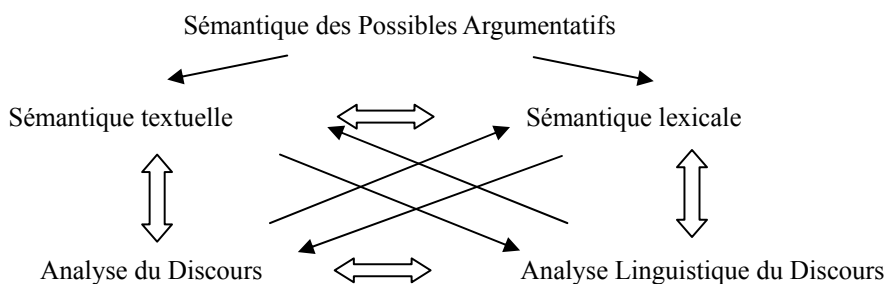 Sémantique des Possibles Argumentatifs
Sémantique textuelle
Sémantique lexicale
Analyse du Discours
Analyse Linguistique du Discours